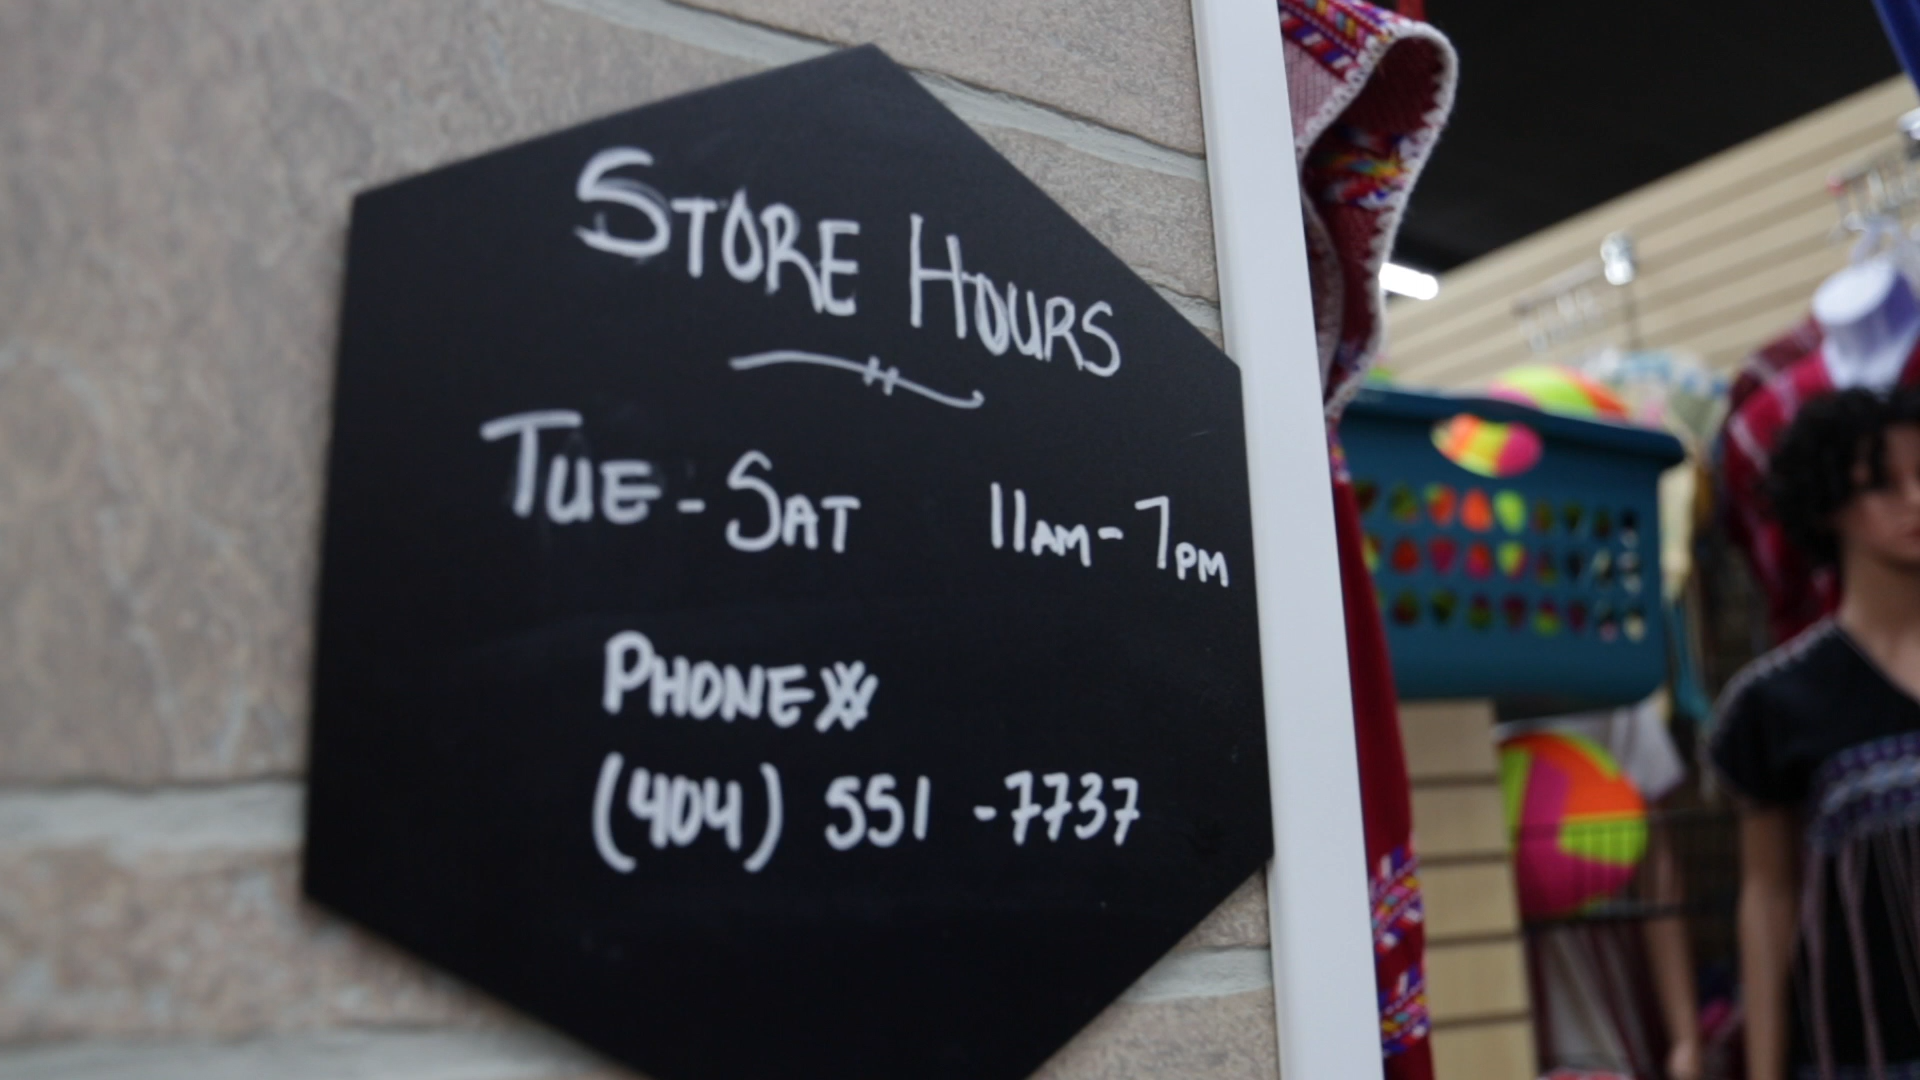 STORE HOURS
TUE - SAT 11AM - 7PM
PHONE#
(404) 551 -7737